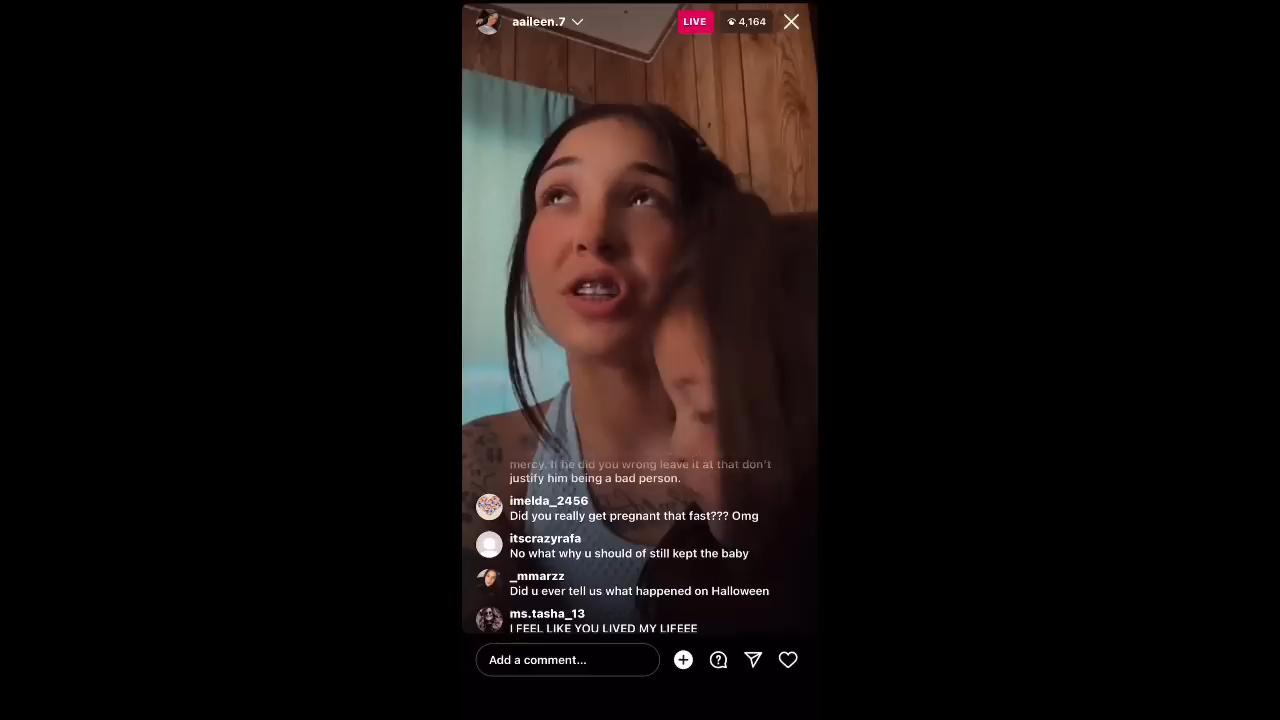 aaileen.7
LIVE
4,164
mercy. If he did you wrong leave it at that don't
justify him being a bad person.
imelda_2456
Did you really get pregnant that fast??? Omg
itscrazyrafa
No what why u should of still kept the baby
_mmarzz
Did u ever tell us what happened on Halloween
ms.tasha_13
I FEEL LIKE YOU LIVED MY LIFEEE
Add a comment...